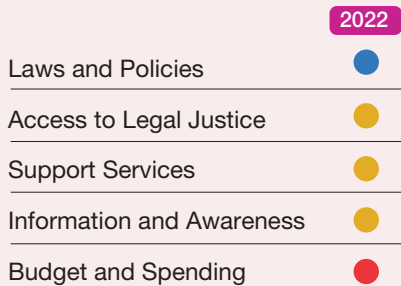 2022
Laws and Policies
Access to Legal Justice
Support Services
Information and Awareness
Budget and Spending